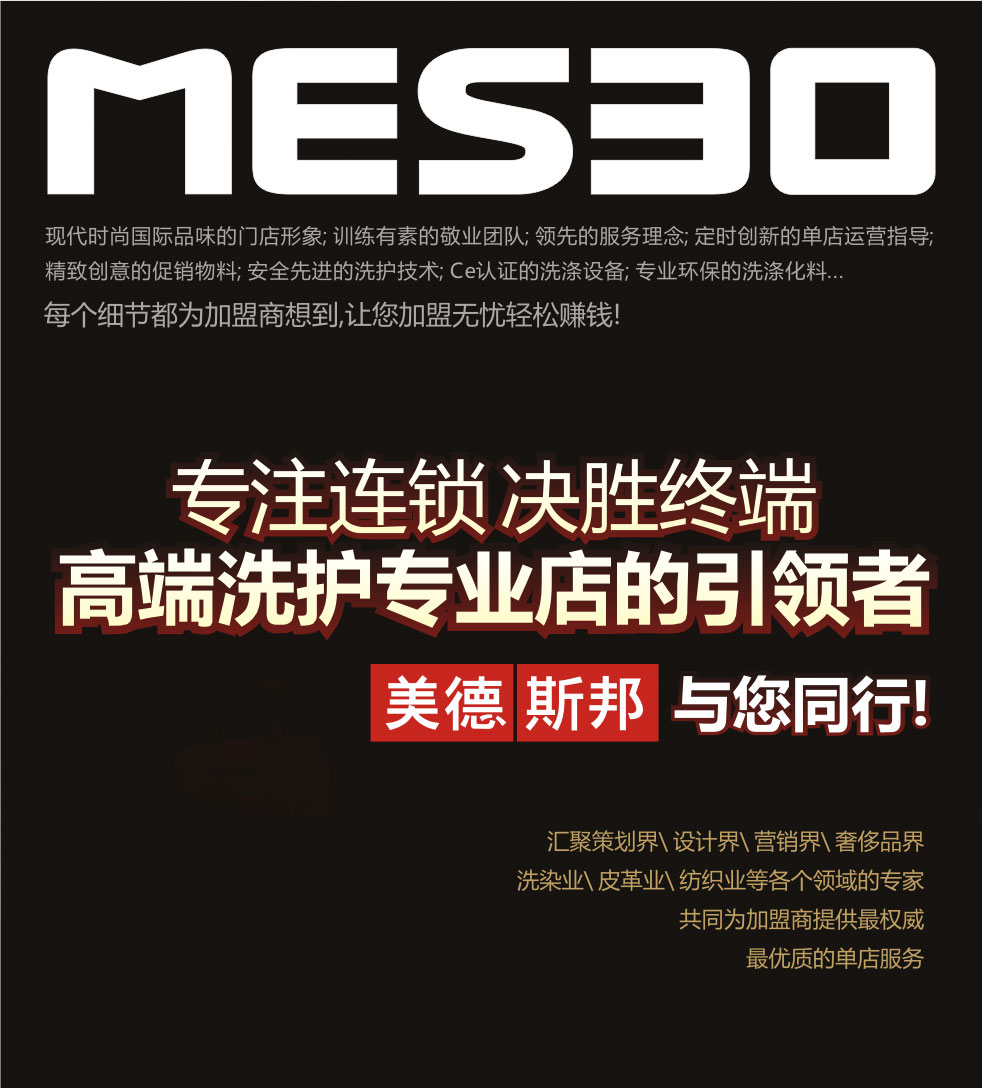 MESBO
现代时尚国际品味的门店形象; 训练有素的敬业团队; 领先的服务理念; 定时创新的单店运营指导;
精致创意的促销物料; 安全先进的洗护技术; Ce认证的洗涤设备; 专业环保的洗涤化料...
每个细节都为加盟商想到,让您加盟无忧轻松赚钱!
专注连锁 决胜终端
高端洗护专业店的引领者
美德斯邦 与您同行!
汇聚策划界\ 设计界\ 营销界\ 奢侈品界
洗染业\ 皮革业\ 纺织业等各个领域的专家
共同为加盟商提供最权威
最优质的单店服务